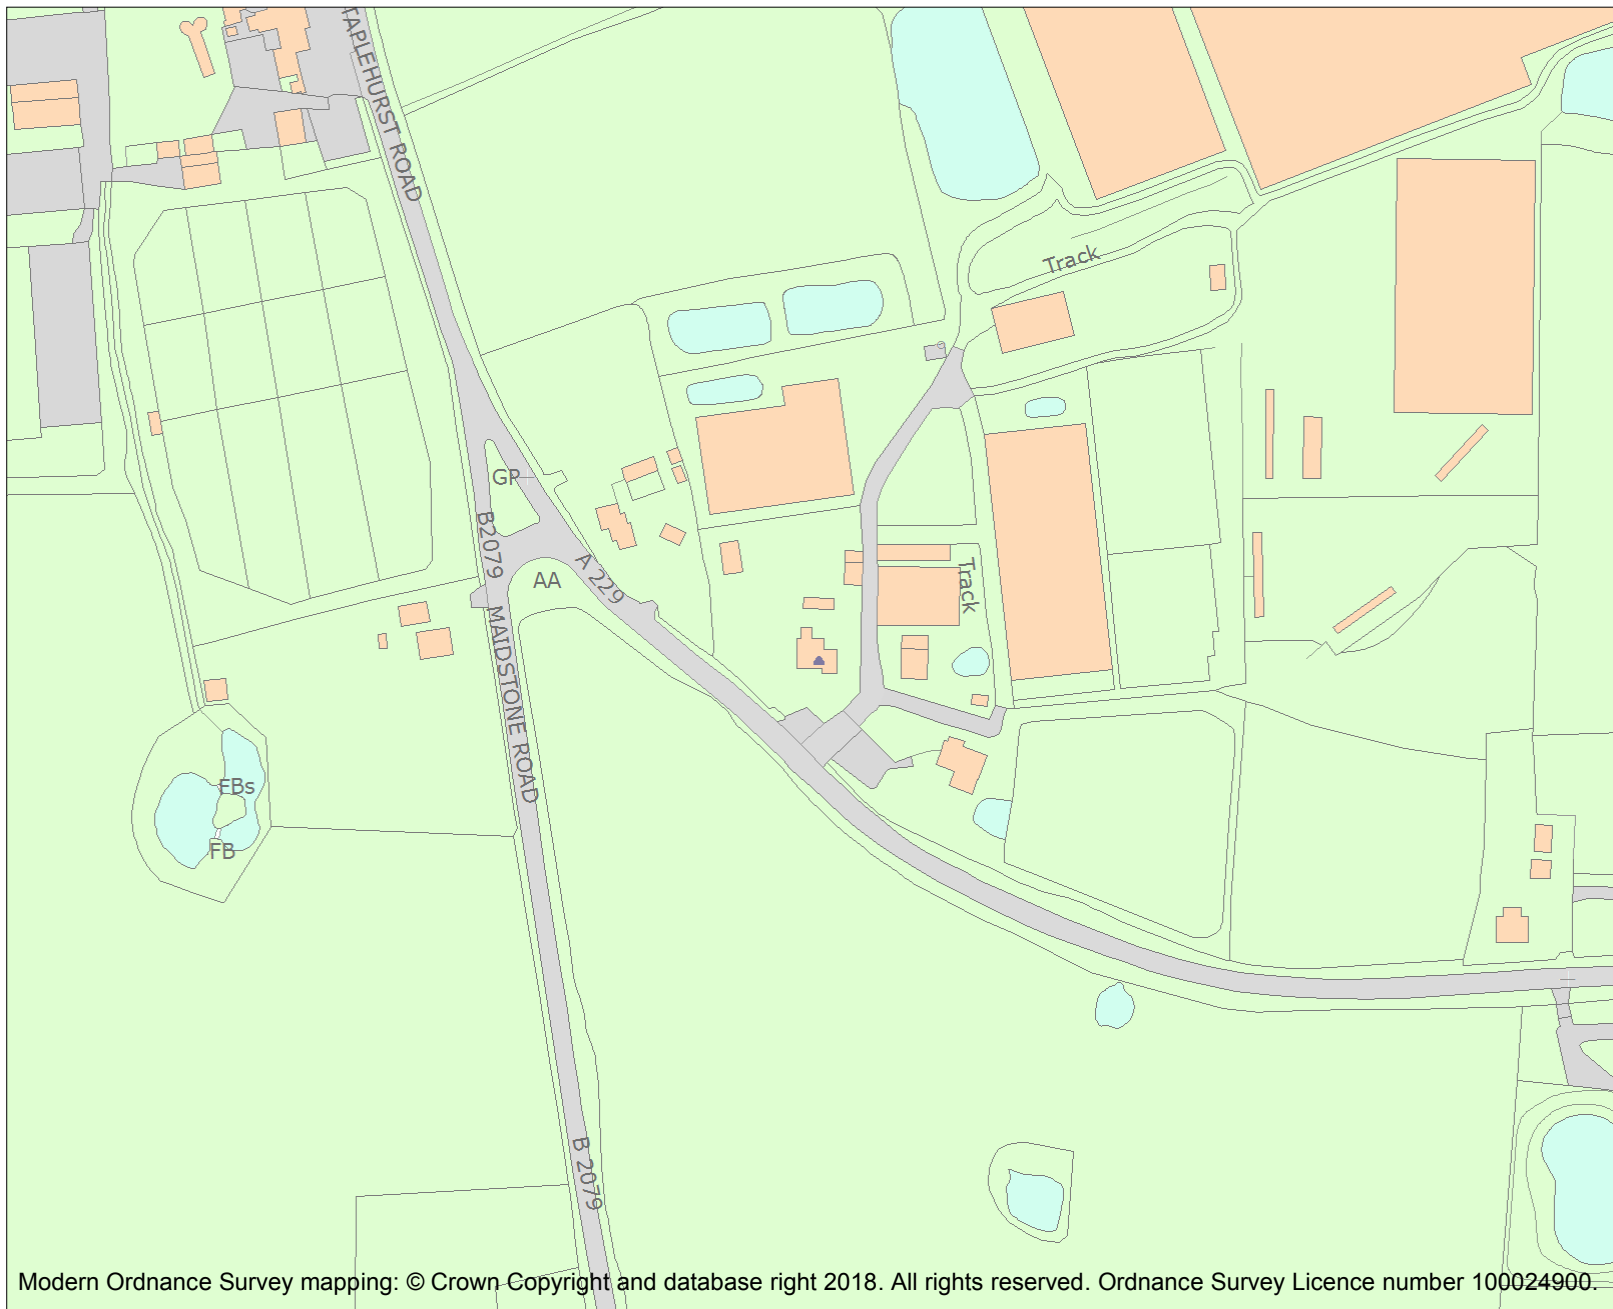 TAPLEHURST ROAD
Track
GP
B2079
A 229
AA
Track
MAIDSTONE ROAD
FBs
FB
B 2079
Modern Ordnance Survey mapping: © Crown Copyright and database right 2018. All rights reserved. Ordnance Survey Licence number 100024900.